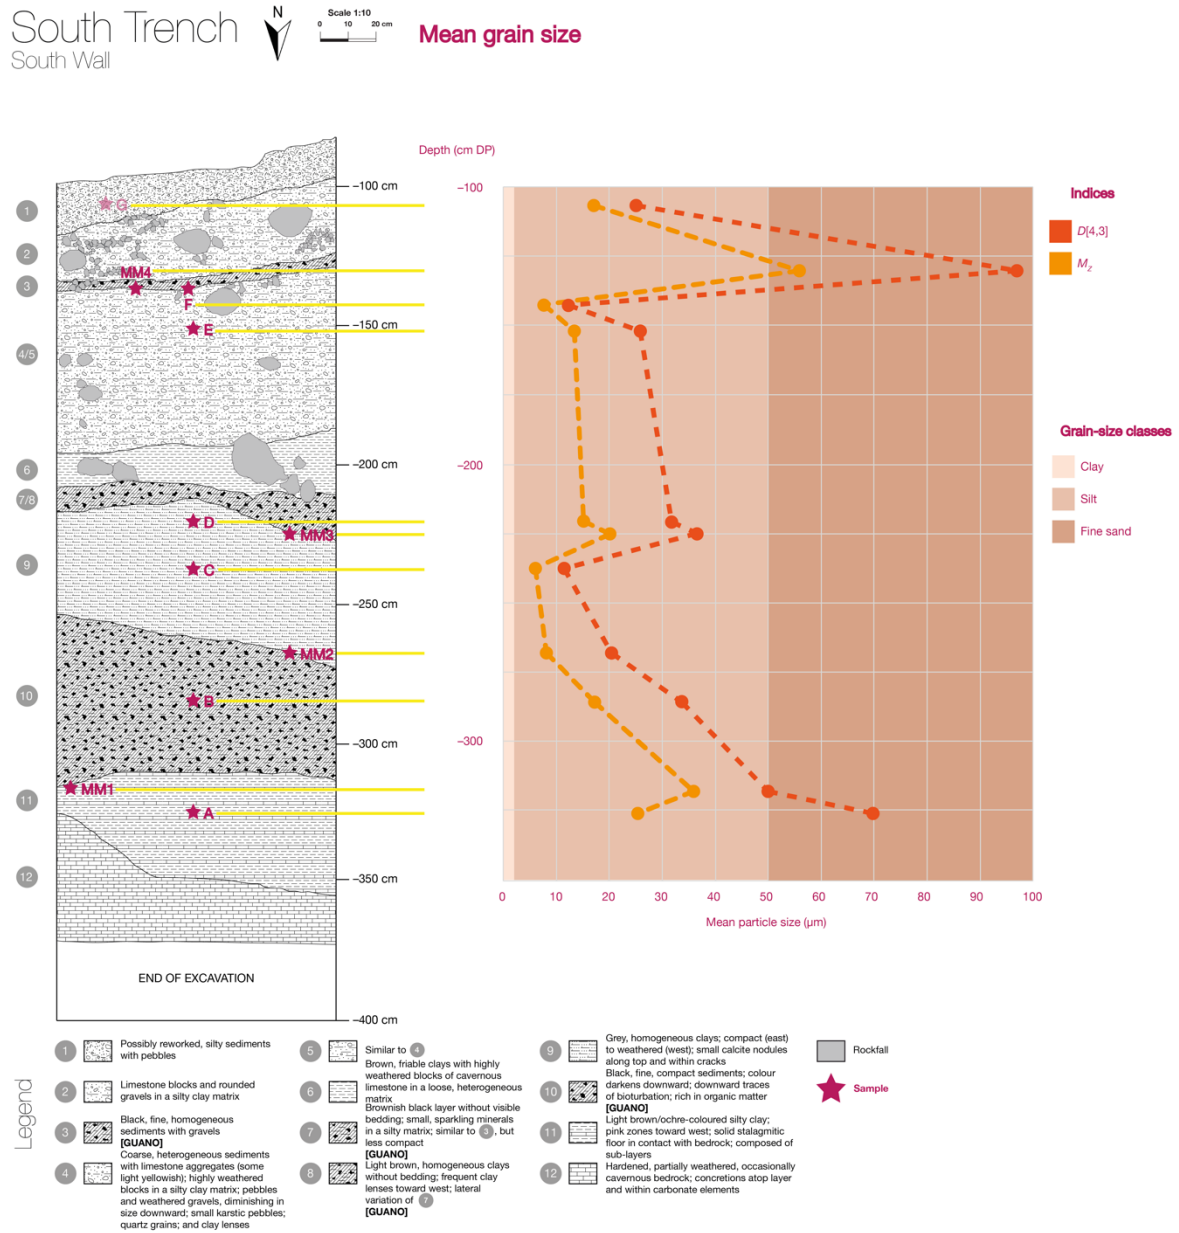 South Trench
South Wall
N
Scale 1:10
0 10 20 cm
Mean grain size
Depth (cm DP)
–100 cm
–150 cm
–200 cm
–250 cm
–300 cm
–350 cm
–400 cm
1
2
3
4/5
6
7/8
9
10
11
12
G
MM4
F
E
D
MM3
C
MM2
B
MM1
A
END OF EXCAVATION
–100
–200
–300
0 10 20 30 40 50 60 70 80 90 100
Mean particle size (μm)
Indices
D[4,3]
Mz
Grain-size classes
Clay
Silt
Fine sand
Legend
1
Possibly reworked, silty sediments
with pebbles
2
Limestone blocks and rounded
gravels in a silty clay matrix
3
Black, fine, homogeneous
sediments with gravels
[GUANO]
4
Coarse, heterogeneous sediments
with limestone aggregates (some
light yellowish); highly weathered
blocks in a silty clay matrix; pebbles
and weathered gravels, diminishing in
size downward; small karstic pebbles;
quartz grains; and clay lenses
5
Similar to 4
6
Brown, friable clays with highly
weathered blocks of cavernous
limestone in a loose, heterogeneous
matrix
7
Brownish black layer without visible
bedding; small, sparkling minerals
in a silty matrix; similar to 3, but
less compact
[GUANO]
8
Light brown, homogeneous clays
without bedding; frequent clay
lenses toward west; lateral
variation of 7
[GUANO]
9
Grey, homogeneous clays; compact (east)
to weathered (west); small calcite nodules
along top and within cracks
10
Black, fine, compact sediments; colour
darkens downward; downward traces
of bioturbation; rich in organic matter
[GUANO]
11
Light brown/ochre-coloured silty clay;
pink zones toward west; solid stalagmitic
floor in contact with bedrock; composed of
sub-layers
12
Hardened, partially weathered, occasionally
cavernous bedrock; concretions atop layer
and within carbonate elements
Rockfall
Sample